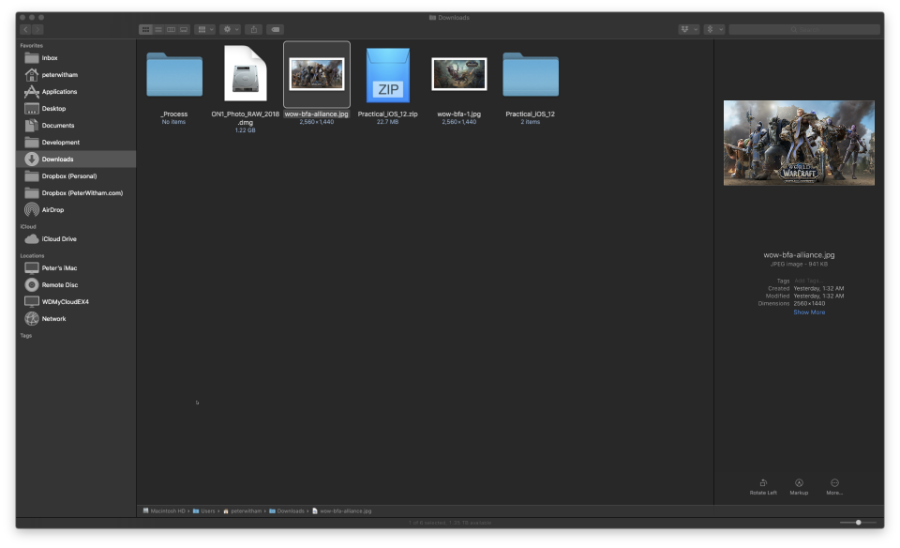 Downloads
Favorites
Inbox
peterwitham
Applications
Desktop
Documents
Development
Downloads
Dropbox (Personal)
Dropbox (PeterWitham.com)
AirDrop
iCloud
iCloud Drive
Locations
Peter's iMac
Remote Disc
WDMyCloudEX4
Network
Tags
_Process
No items
ON1_Photo_RAW_2018
.dmg
1.22 GB
wow-bfa-alliance.jpg
2,560×1,440
ZIP
Practical_iOS_12.zip
22.7 MB
wow-bfa-1.jpg
2,560×1,440
Practical_iOS_12
2 items
WORLD
WARCRAFT
wow-bfa-alliance.jpg
JPEG image - 941 KB
Tags Add Tags...
Created Yesterday, 1:32 AM
Modified Yesterday, 1:32 AM
Dimensions 2560×1440
Show More
Rotate Left Markup More...
Macintosh HD › Users › peterwitham › Downloads › wow-bfa-alliance.jpg